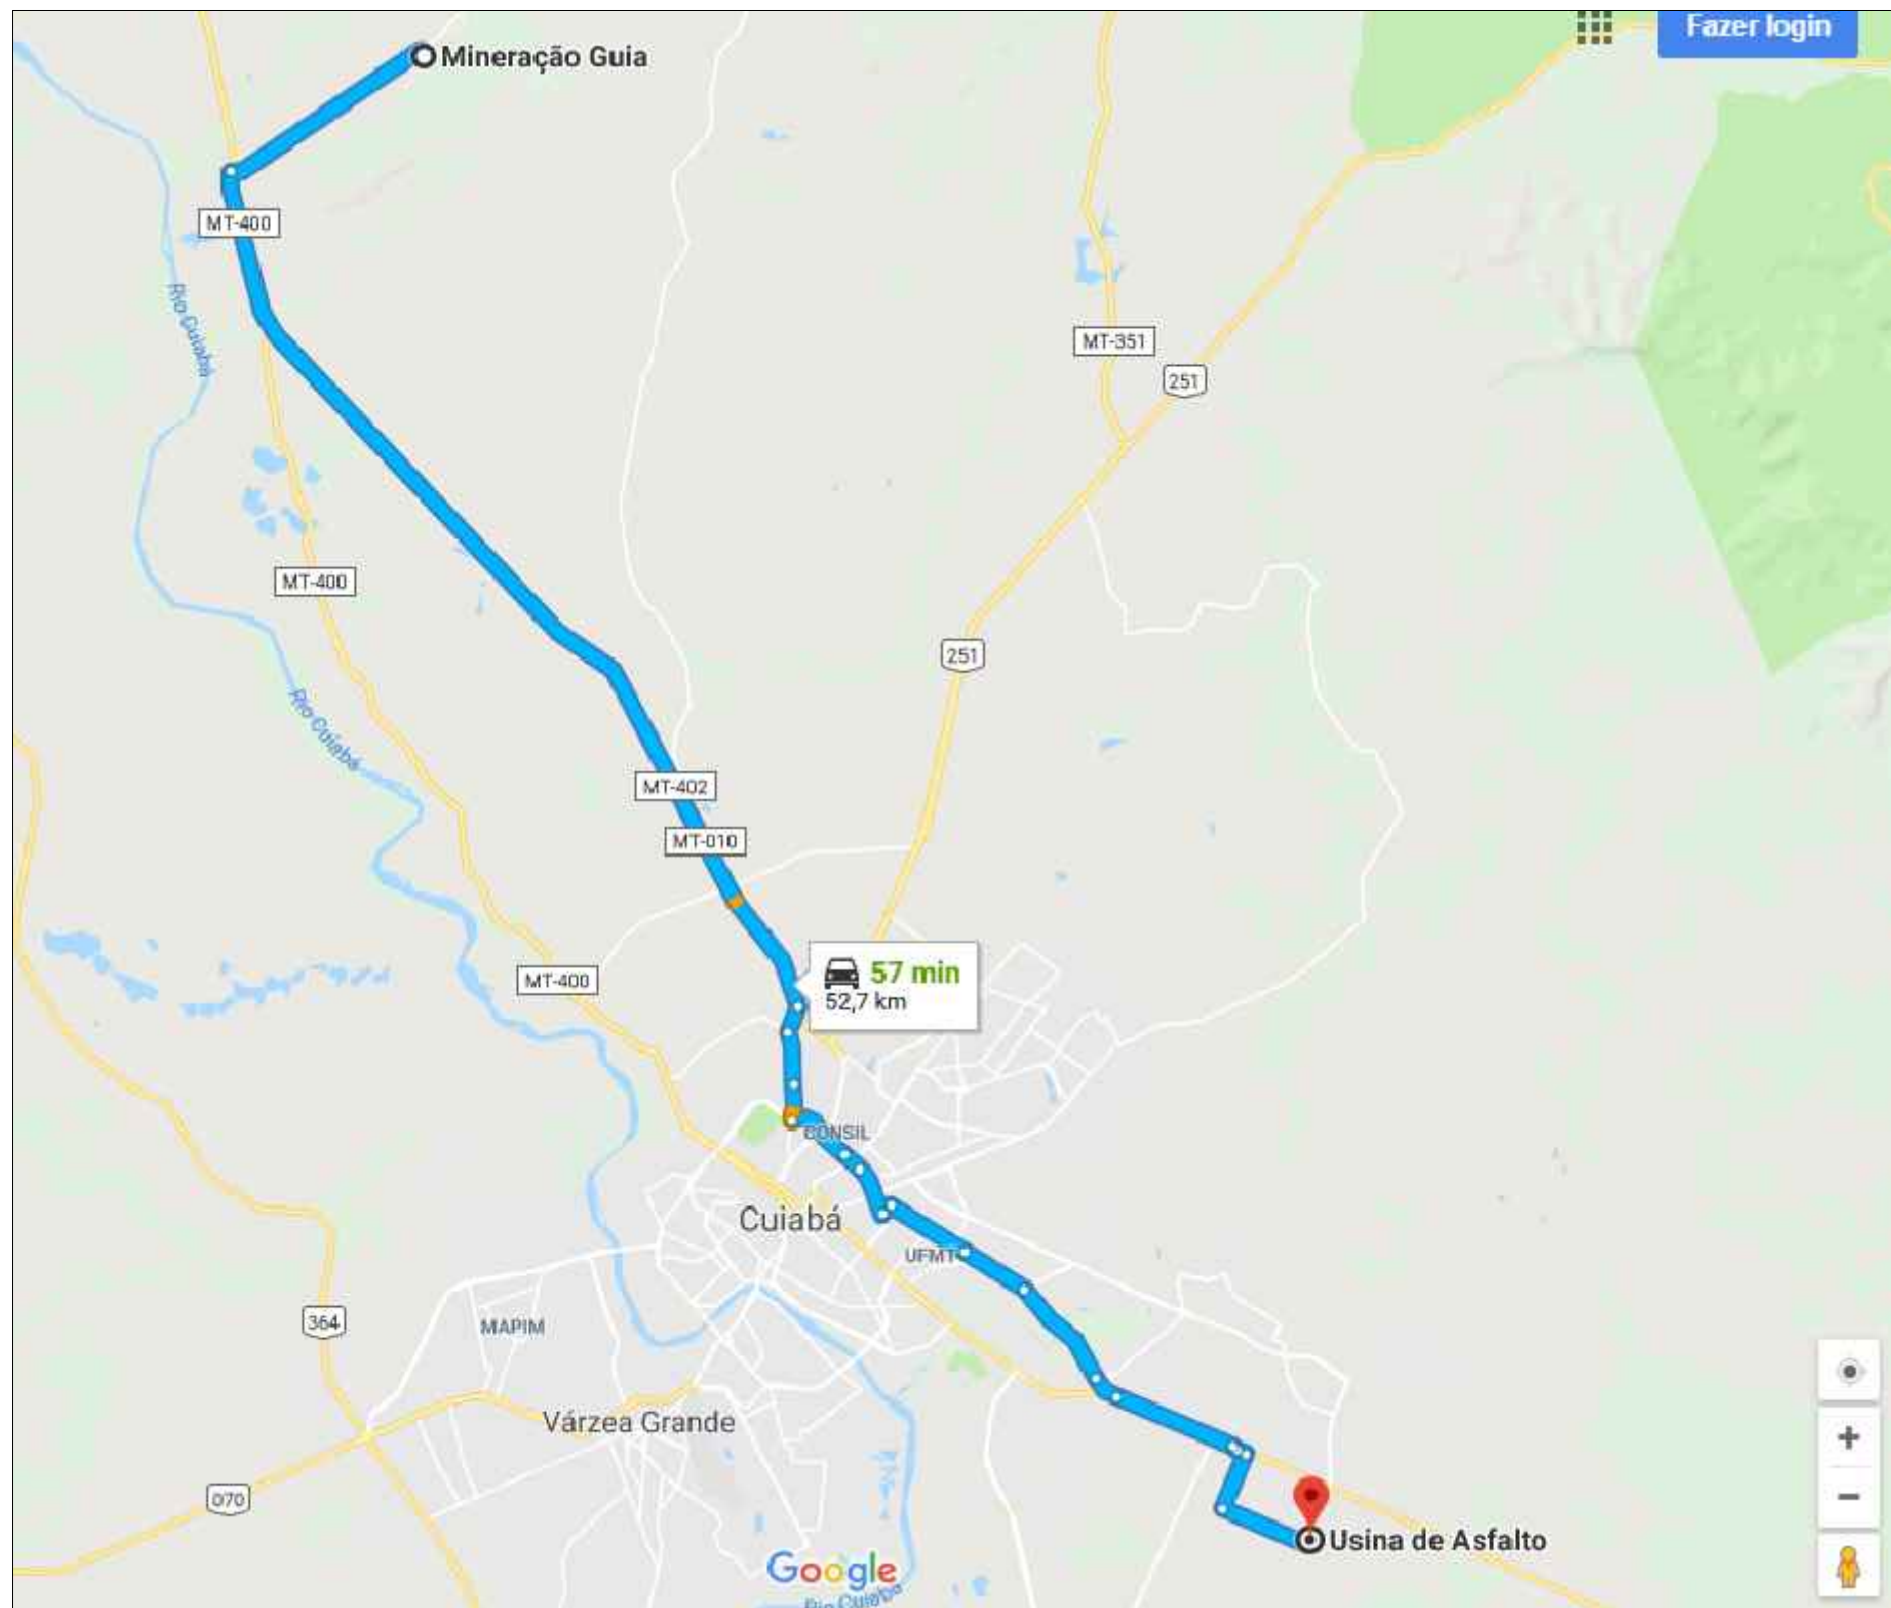 Fazer login
Mineração Guia
MT-400
Rio Cuiabá
MT-351
251
MT-400
251
Rio Cuiabá
MT-402
MT-010
57 min
52,7 km
MT-400
CONSIL
Cuiabá
UFMT
364
MAPIM
Várzea Grande
070
Usina de Asfalto
Google
Rio Cuiabá